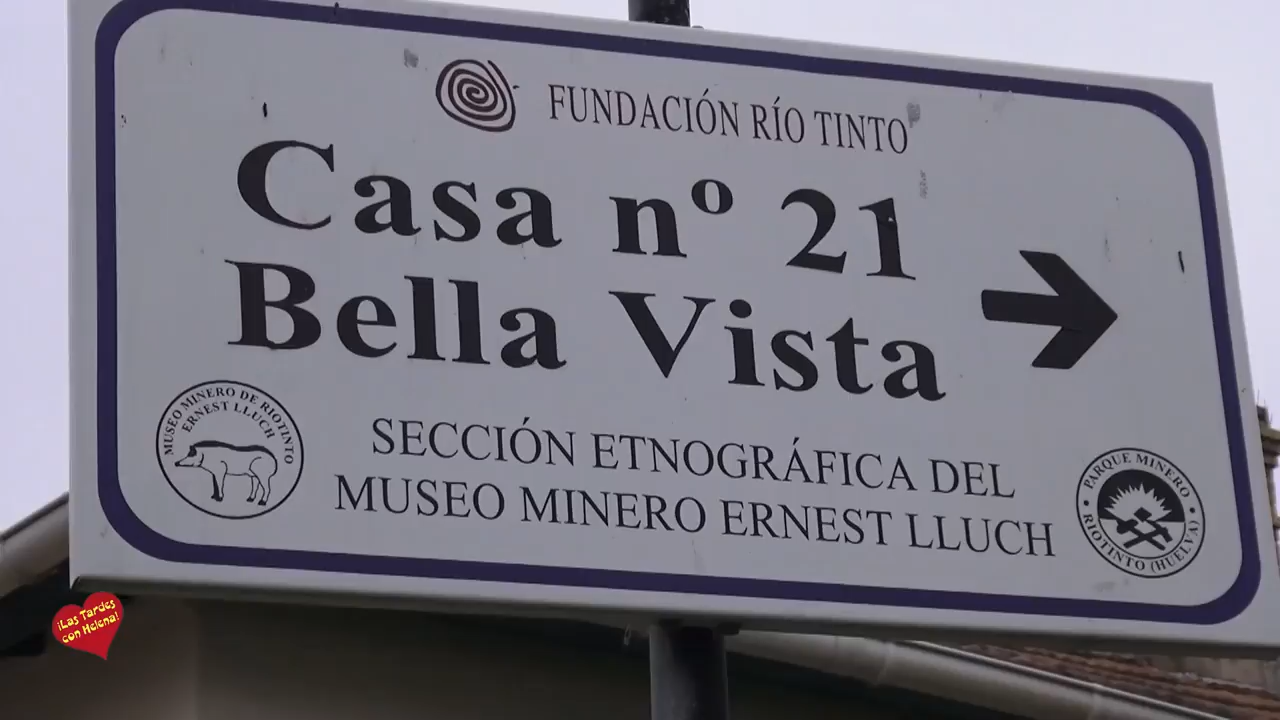 FUNDACIÓN RÍO TINTO
Casa nº 21
Bella Vista
MUSEO MINERO DE RIOTINTO
ERNEST LLUCH
SECCIÓN ETNOGRÁFICA DEL
MUSEO MINERO ERNEST LLUCH
PARQUE MINERO
RIOTINTO (HUELVA)
¡Las Tardes
con Helena!